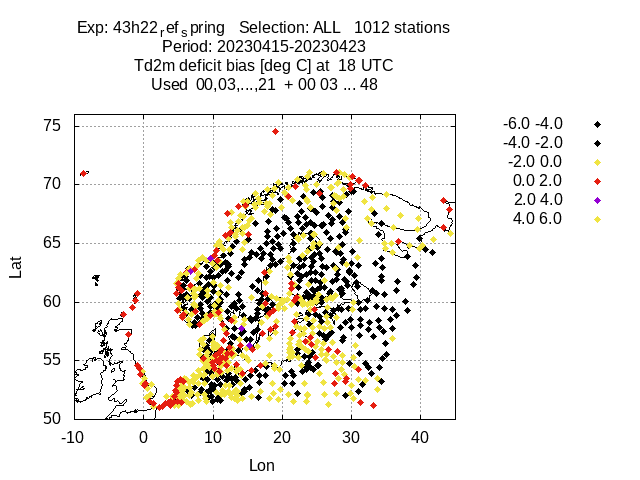 Exp: 43h22ref_spring   Selection: ALL   1012 stations
Period: 20230415-20230423
Td2m deficit bias [deg C] at  18 UTC
Used  00,03,...,21  + 00 03 ... 48
-6.0 -4.0
-4.0 -2.0
-2.0 0.0
0.0 2.0
2.0 4.0
4.0 6.0
75
70
65
60
55
50
Lat
-10 0 10 20 30 40
Lon